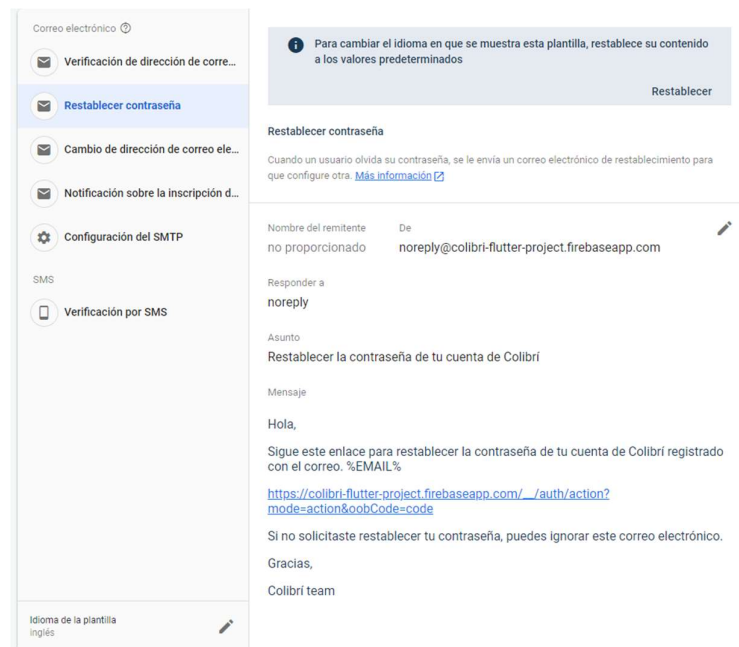 Correo electrónico
Verificación de dirección de corre...
Restablecer contraseña
Cambio de dirección de correo ele...
Notificación sobre la inscripción d...
Configuración del SMTP
SMS
Verificación por SMS
Idioma de la plantilla
inglés
Para cambiar el idioma en que se muestra esta plantilla, restablece su contenido
a los valores predeterminados
Restablecer
Restablecer contraseña
Cuando un usuario olvida su contraseña, se le envía un correo electrónico de restablecimiento para
que configure otra. Más información
Nombre del remitente De
no proporcionado noreply@colibri-flutter-project.firebaseapp.com
Responder a
noreply
Asunto
Restablecer la contraseña de tu cuenta de Colibrí
Mensaje
Hola,
Sigue este enlace para restablecer la contraseña de tu cuenta de Colibrí registrado
con el correo. %EMAIL%
https://colibri-flutter-project.firebaseapp.com/__/auth/action?
mode=action&oobCode=code
Si no solicitaste restablecer tu contraseña, puedes ignorar este correo electrónico.
Gracias,
Colibrí team